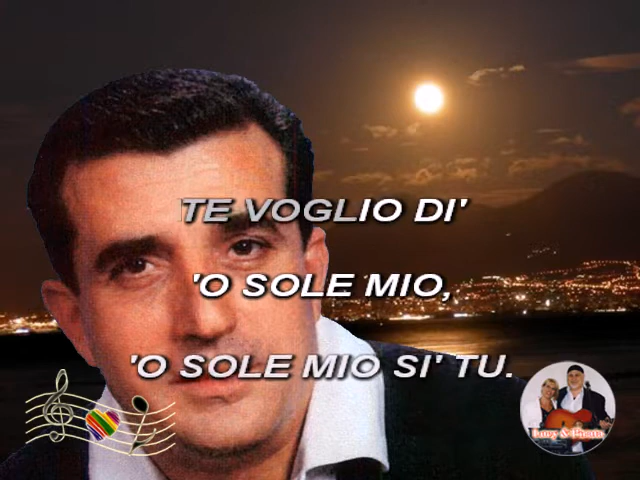 TE VOGLIO DI'
'O SOLE MIO,
'O SOLE MIO SI' TU.